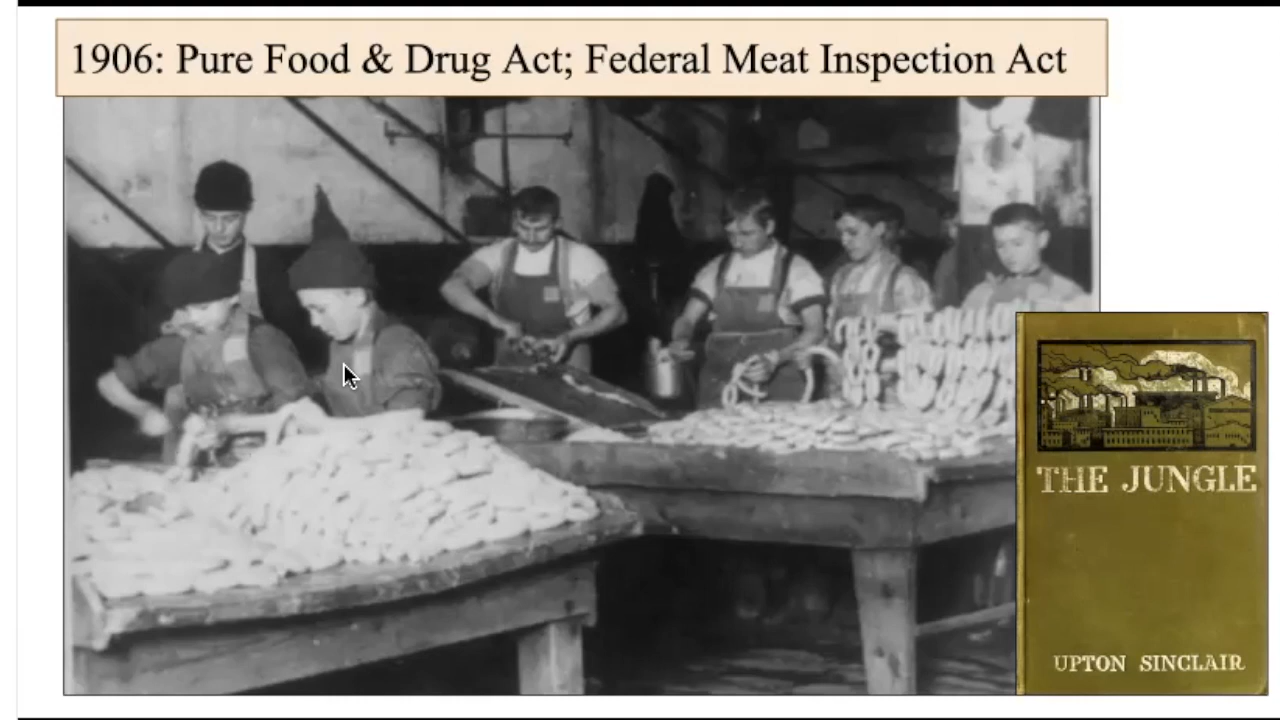 1906: Pure Food & Drug Act; Federal Meat Inspection Act
THE JUNGLE
UPTON SINCLAIR